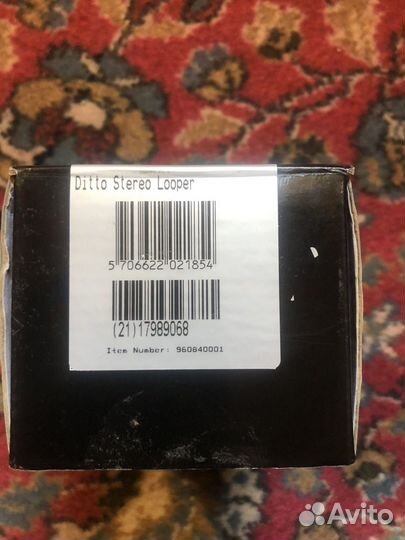 Ditto Stereo Looper
5 706622 021854
(21)17989068
Item Number: 960840001
Avito